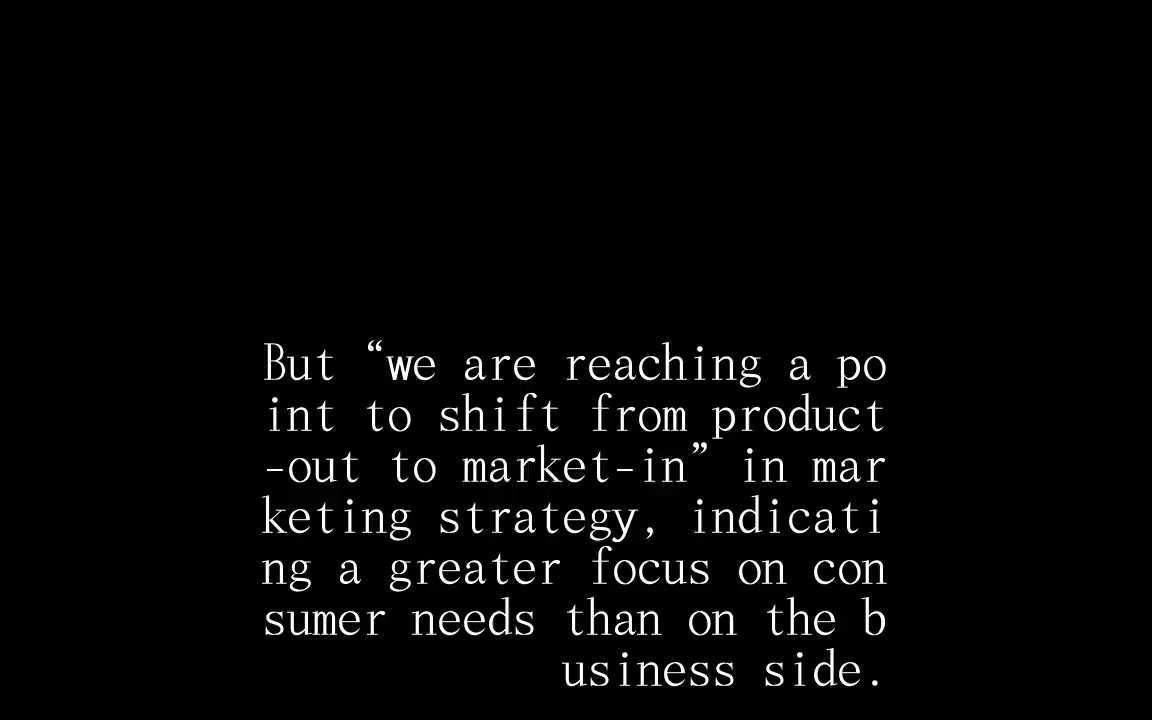 But “we are reaching a po
int to shift from product
-out to market-in” in mar
keting strategy, indicati
ng a greater focus on con
sumer needs than on the b
usiness side.